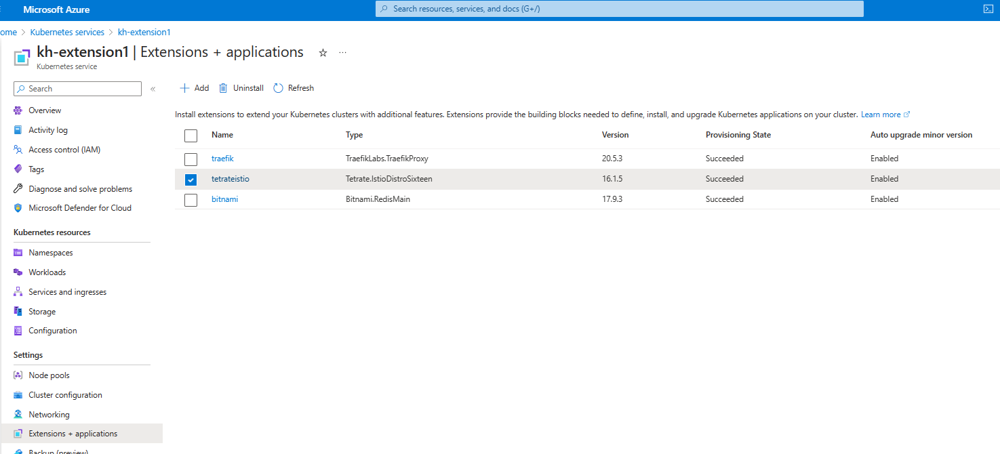 Microsoft Azure
Search resources, services, and docs (G+/)
ome > Kubernetes services > kh-extension1
kh-extension1 | Extensions + applications
Kubernetes service
Search
Add Uninstall Refresh
Overview
Activity log
Access control (IAM)
Tags
Diagnose and solve problems
Microsoft Defender for Cloud
Kubernetes resources
Namespaces
Workloads
Services and ingresses
Storage
Configuration
Settings
Node pools
Cluster configuration
Networking
Extensions + applications
Backup (preview)
Install extensions to extend your Kubernetes clusters with additional features. Extensions provide the building blocks needed to define, install, and upgrade Kubernetes applications on your cluster. Learn more
Name Type Version Provisioning State Auto upgrade minor version
traefik TraefikLabs.TraefikProxy 20.5.3 Succeeded Enabled
tetrateistio Tetrate.IstioDistroSixteen 16.1.5 Succeeded Enabled
bitnami Bitnami.RedisMain 17.9.3 Succeeded Enabled